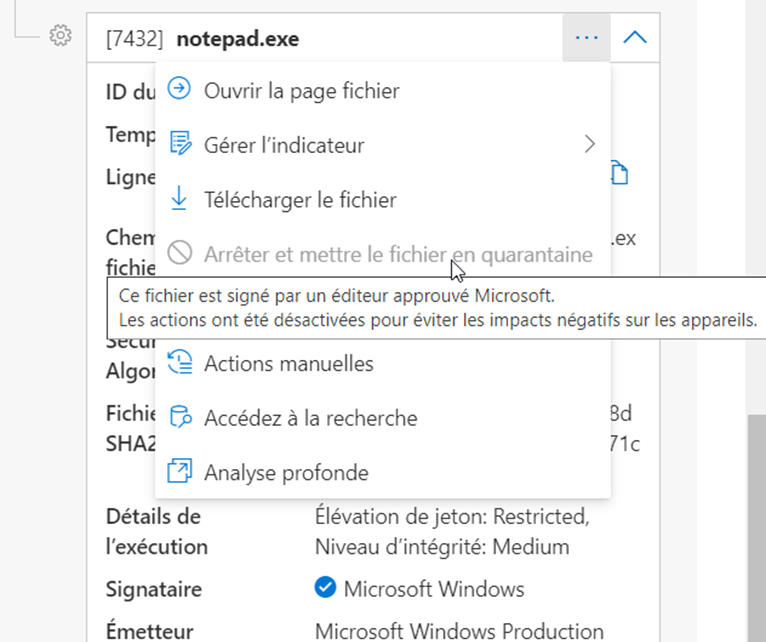 [7432] notepad.exe
ID du
Ouvrir la page fichier
Temp
Gérer l’indicateur
Ligne
Télécharger le fichier
Chem
.ex
Arrêter et mettre le fichier en quarantaine
fichie
Ce fichier est signé par un éditeur approuvé Microsoft.
Les actions ont été désactivées pour éviter les impacts négatifs sur les appareils.
Sécur
Actions manuelles
Algor
Fichie
Accédez à la recherche
8d
SHA2
71c
Analyse profonde
Détails de
l’exécution
Élévation de jeton: Restricted,
Niveau d’intégrité: Medium
Signataire
Microsoft Windows
Émetteur
Microsoft Windows Production